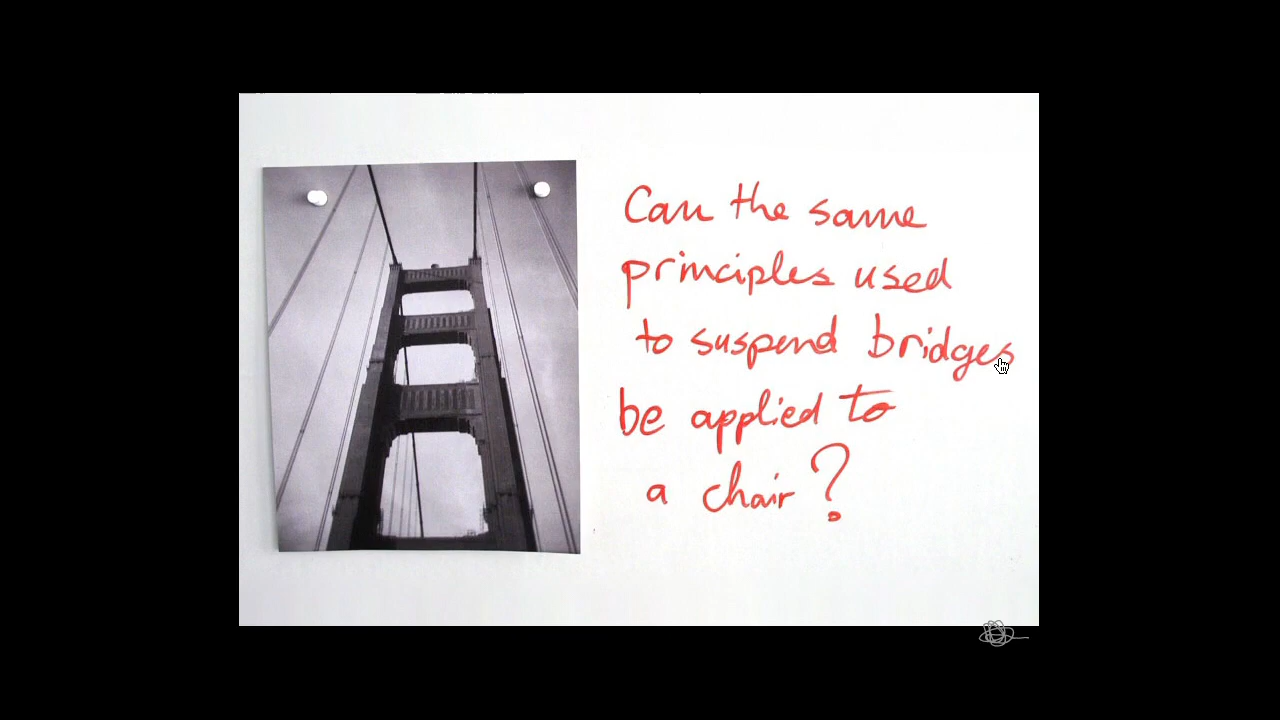 Can the same
principles used
to suspend bridges
be applied to
a chair?